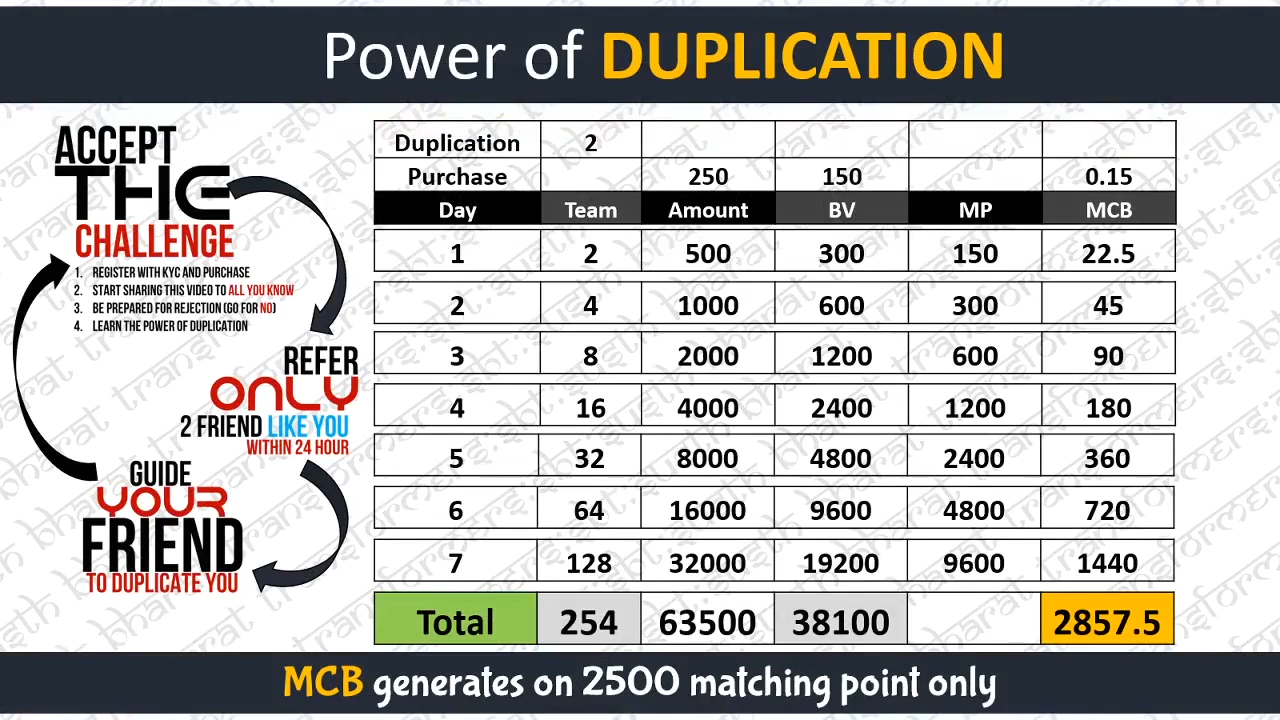 Power of DUPLICATION
ACCEPT
THE
CHALLENGE
1. REGISTER WITH KYC AND PURCHASE
2. START SHARING THIS VIDEO TO ALL YOU KNOW
3. BE PREPARED FOR REJECTION (GO FOR NO)
4. LEARN THE POWER OF DUPLICATION
REFER
ONLY
2 FRIEND LIKE YOU
WITHIN 24 HOUR
GUIDE
YOUR
FRIEND
TO DUPLICATE YOU
Duplication 2
Purchase 250 150 0.15
Day Team Amount BV MP MCB
1 2 500 300 150 22.5
2 4 1000 600 300 45
3 8 2000 1200 600 90
4 16 4000 2400 1200 180
5 32 8000 4800 2400 360
6 64 16000 9600 4800 720
7 128 32000 19200 9600 1440
Total 254 63500 38100 2857.5
MCB generates on 2500 matching point only